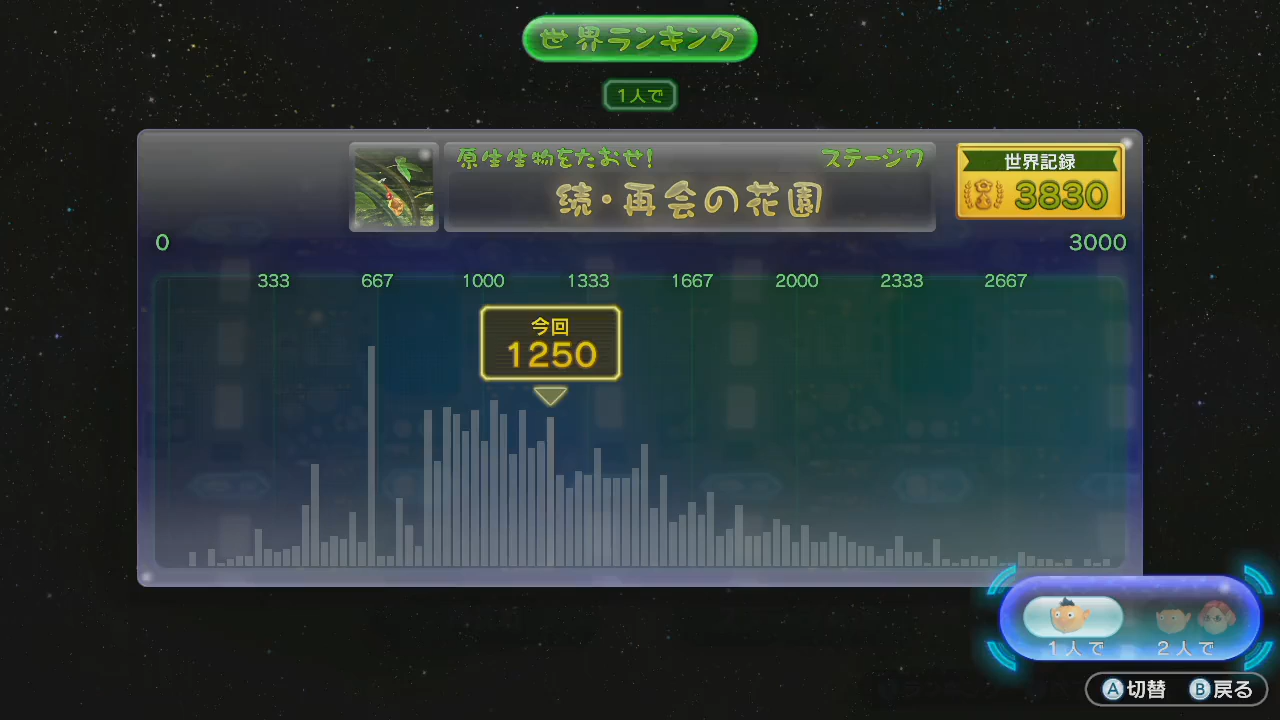 世界ランキング
1人で
原生生物をたおせ! ステージワ
続・再会の花園
世界記録
3830
0 3000
333 667 1000 1333 1667 2000 2333 2667
今回
1250
1人で 2人で
A切替 B戻る